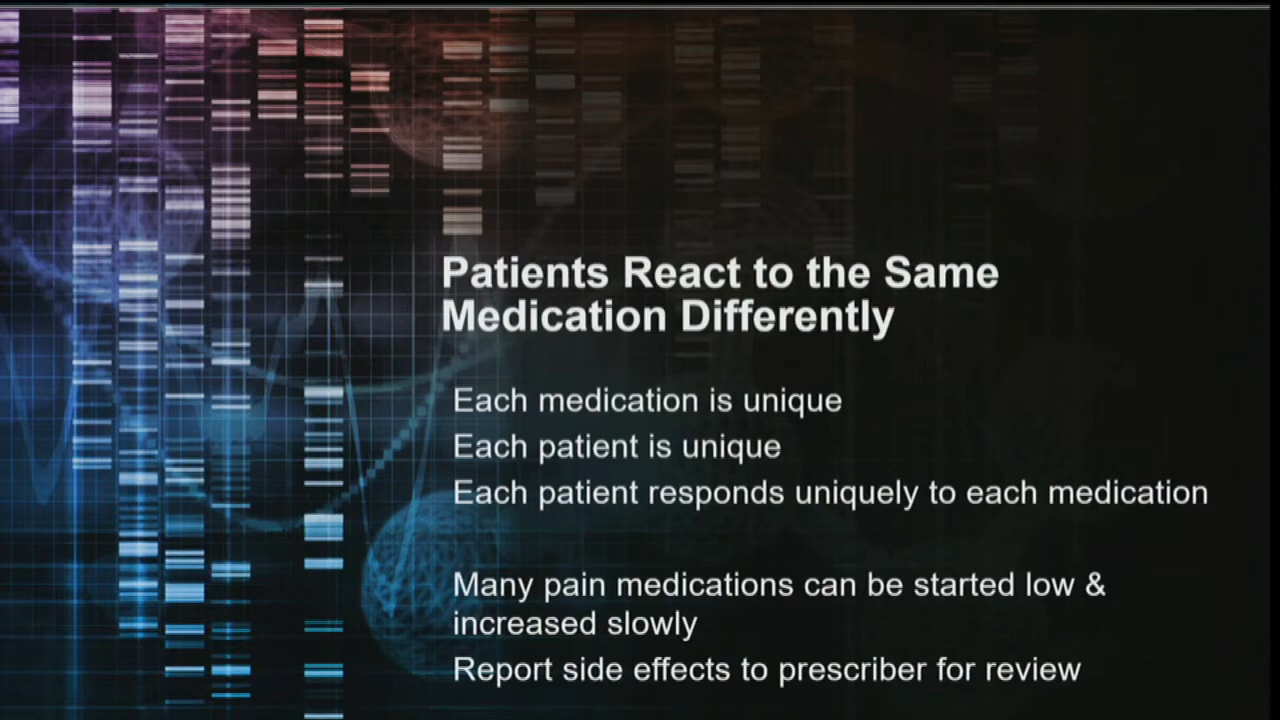 Patients React to the Same
Medication Differently
Each medication is unique
Each patient is unique
Each patient responds uniquely to each medication
Many pain medications can be started low &
increased slowly
Report side effects to prescriber for review